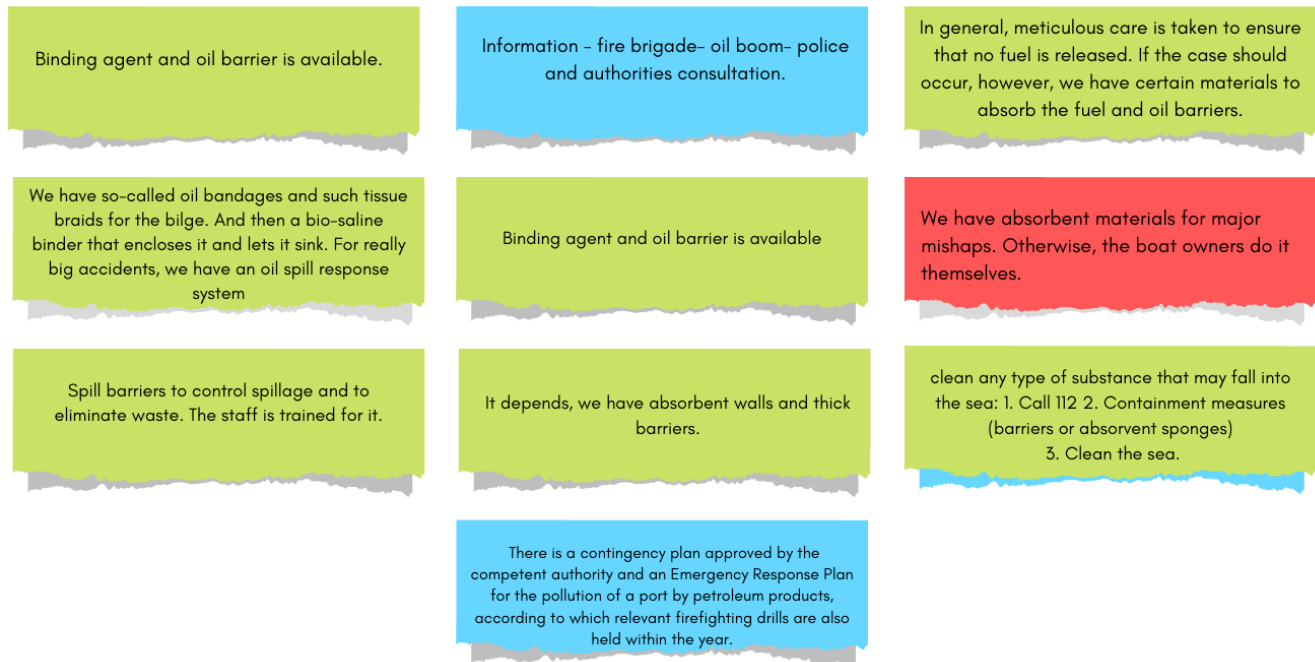 Binding agent and oil barrier is available.
Information - fire brigade- oil boom- police
and authorities consultation.
In general, meticulous care is taken to ensure
that no fuel is released. If the case should
occur, however, we have certain materials to
absorb the fuel and oil barriers.
We have so-called oil bandages and such tissue
braids for the bilge. And then a bio-saline
binder that encloses it and lets it sink. For really
big accidents, we have an oil spill response
system
Binding agent and oil barrier is available
We have absorbent materials for major
mishaps. Otherwise, the boat owners do it
themselves.
Spill barriers to control spillage and to
eliminate waste. The staff is trained for it.
It depends, we have absorbent walls and thick
barriers.
clean any type of substance that may fall into
the sea: 1. Call 112 2. Containment measures
(barriers or absorvent sponges)
3. Clean the sea.
There is a contingency plan approved by the
competent authority and an Emergency Response Plan
for the pollution of a port by petroleum products,
according to which relevant firefighting drills are also
held within the year.